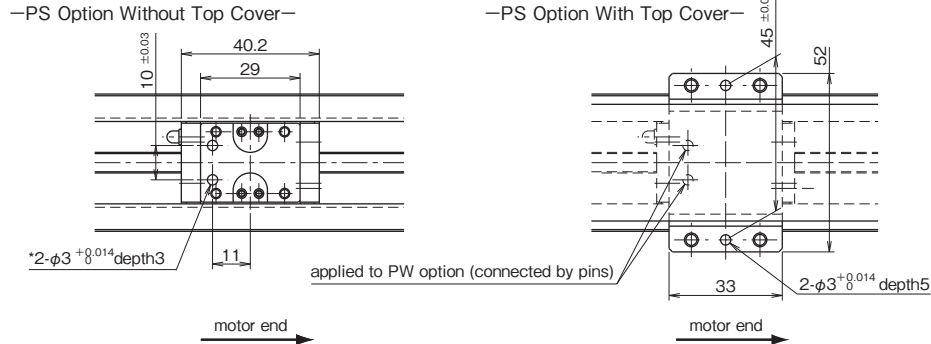 —PS Option Without Top Cover—
40.2
29
10 ±0.03
*2-φ3 +0.014 0 depth3
11
motor end
—PS Option With Top Cover—
45 ±0.0
52
applied to PW option (connected by pins)
33
2-φ3 +0.014 0 depth5
motor end